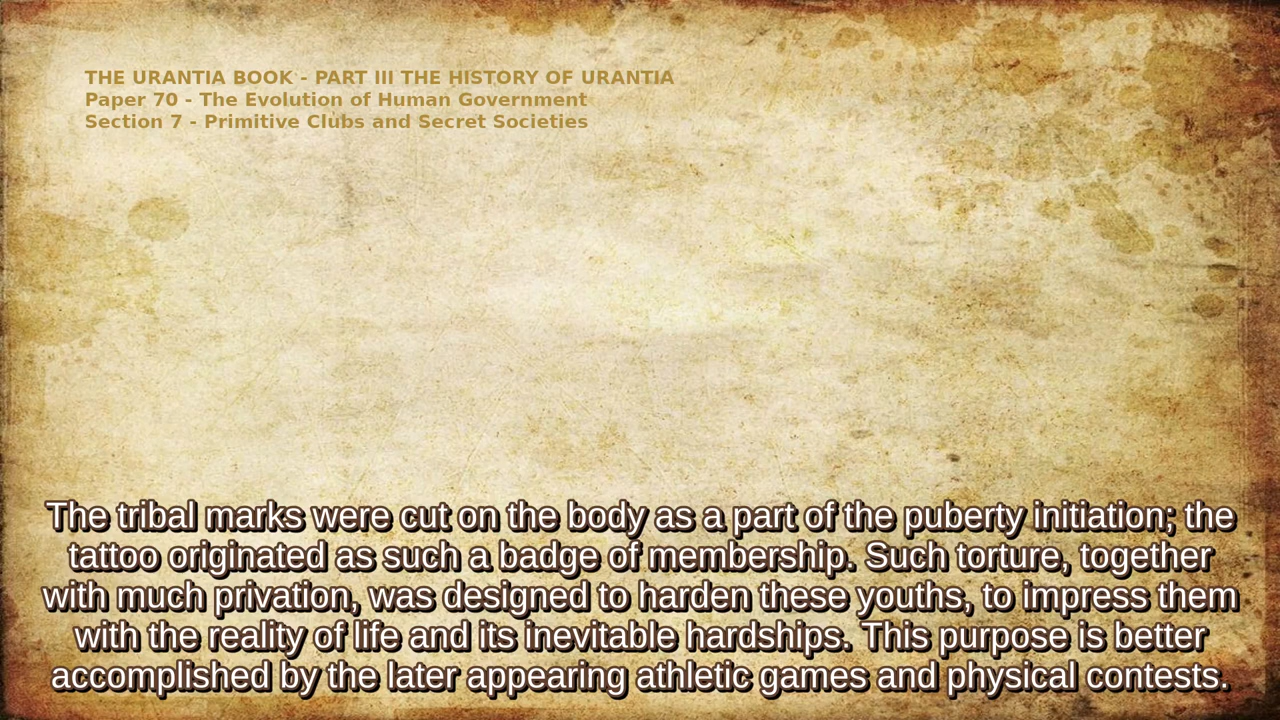 THE URANTIA BOOK - PART III THE HISTORY OF URANTIA
Paper 70 - The Evolution of Human Government
Section 7 - Primitive Clubs and Secret Societies
The tribal marks were cut on the body as a part of the puberty initiation; the
tattoo originated as such a badge of membership. Such torture, together
with much privation, was designed to harden these youths, to impress them
with the reality of life and its inevitable hardships. This purpose is better
accomplished by the later appearing athletic games and physical contests.